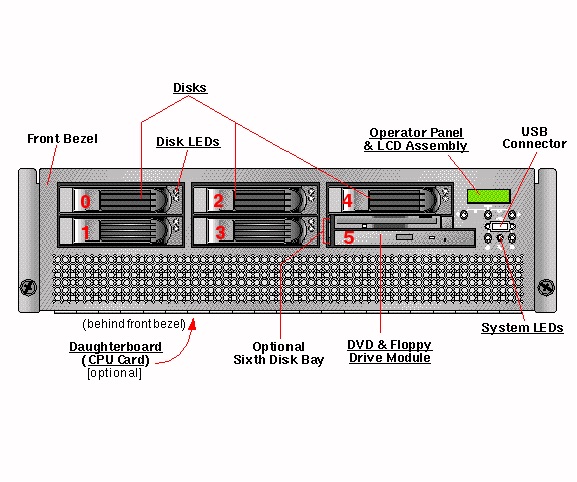 Disks
Front Bezel
Disk LEDs
Operator Panel
& LCD Assembly
USB
Connector
0
2
4
1
3
5
(behind front bezel)
Daughterboard
(CPU Card)
[optional]
Optional
Sixth Disk Bay
DVD & Floppy
Drive Module
System LEDs